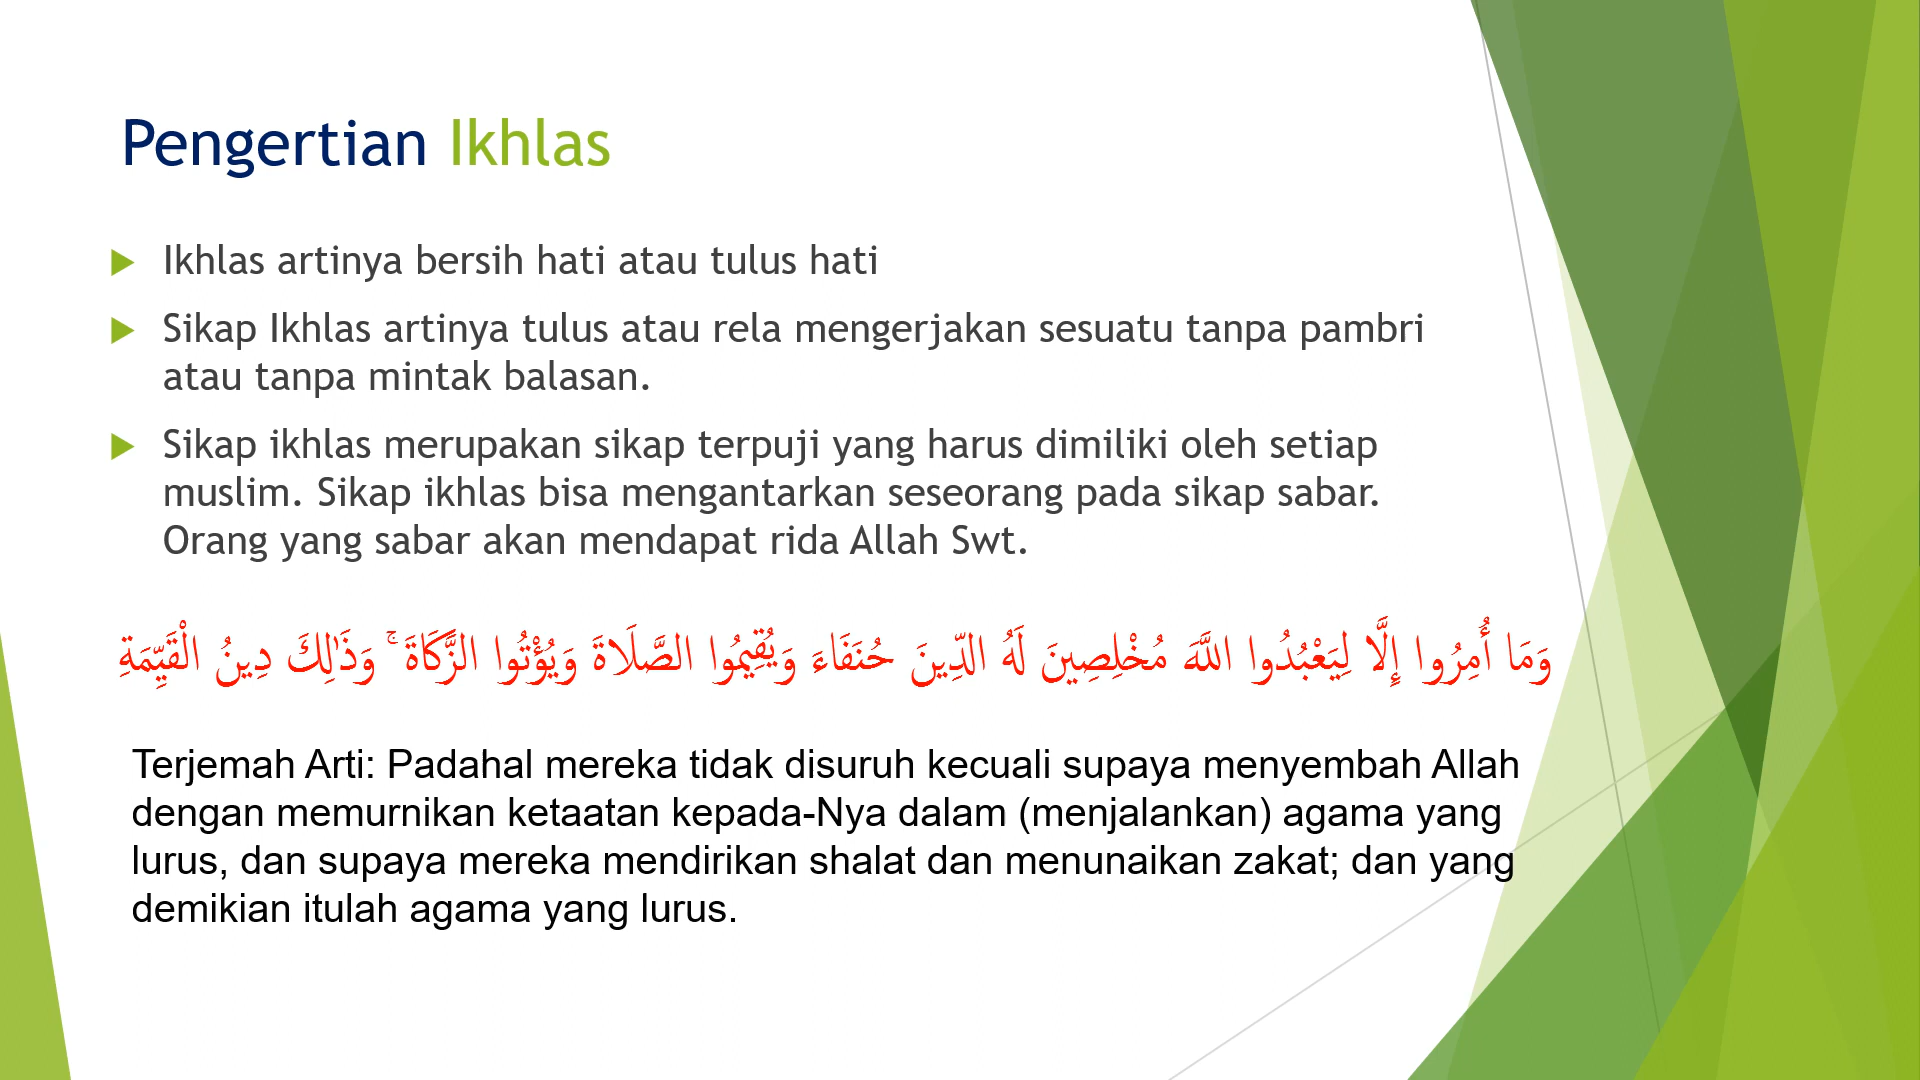 Pengertian Ikhlas
Ikhlas artinya bersih hati atau tulus hati
Sikap Ikhlas artinya tulus atau rela mengerjakan sesuatu tanpa pambri
atau tanpa mintak balasan.
Sikap ikhlas merupakan sikap terpuji yang harus dimiliki oleh setiap
muslim. Sikap ikhlas bisa mengantarkan seseorang pada sikap sabar.
Orang yang sabar akan mendapat rida Allah Swt.
وَمَا أُمِرُوا إِلَّا لِيَعْبُدُوا اللَّهَ مُخْلِصِينَ لَهُ الدِّينَ حُنَفَاءَ وَيُقِيمُوا الصَّلَاةَ وَيُؤْتُوا الزَّكَاةَ ۚ وَذَٰلِكَ دِينُ الْقَيِّمَةِ
Terjemah Arti: Padahal mereka tidak disuruh kecuali supaya menyembah Allah
dengan memurnikan ketaatan kepada-Nya dalam (menjalankan) agama yang
lurus, dan supaya mereka mendirikan shalat dan menunaikan zakat; dan yang
demikian itulah agama yang lurus.